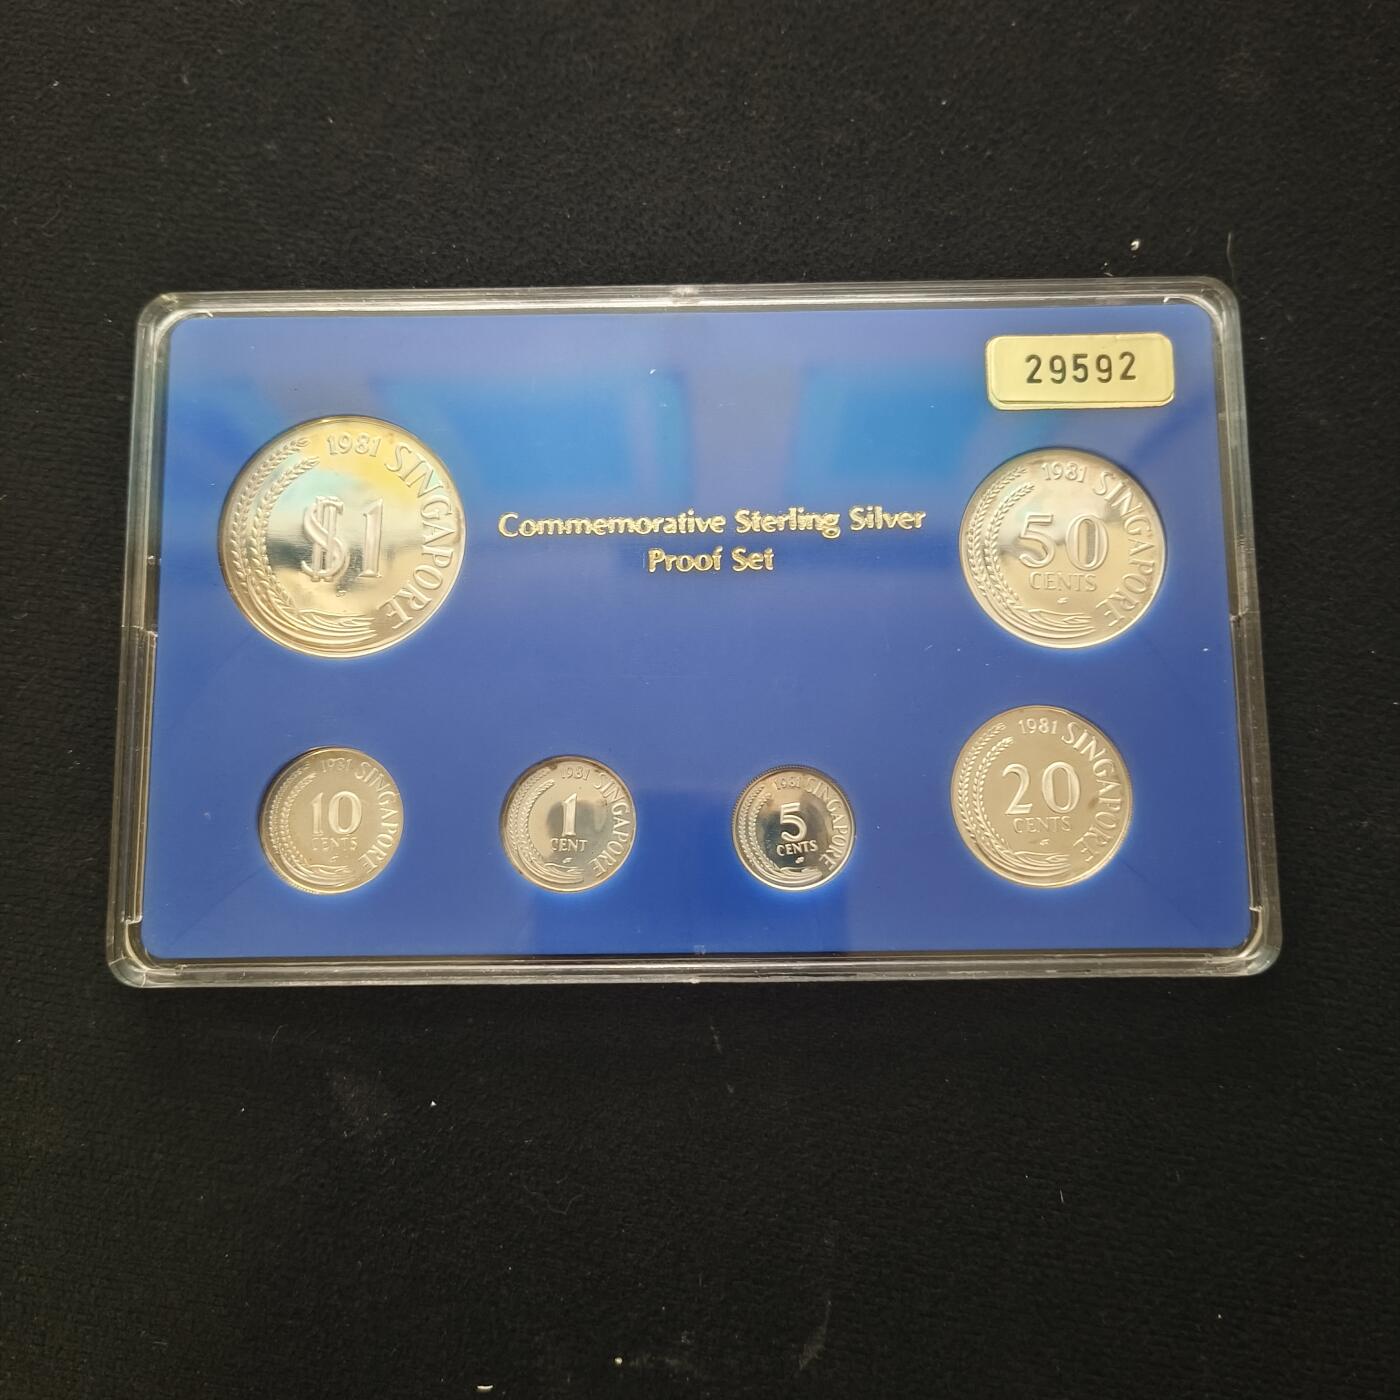 29592
1981 SINGAPORE
$1
Commemorative Sterling Silver
Proof Set
1981 SINGAPORE
50
CENTS
1981 SINGAPORE
10
CENTS
1981 SINGAPORE
1
CENT
1981 SINGAPORE
5
CENTS
1981 SINGAPORE
20
CENTS